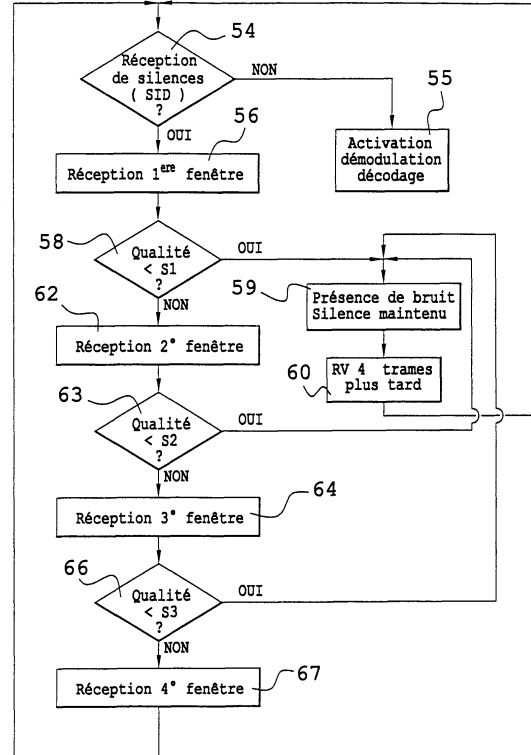 54
Réception
de silences
( SID )
?
NON
55
OUI
56
Activation
démodulation
décodage
Réception 1ere fenêtre
58
Qualité
< S1
?
OUI
NON
59
Présence de bruit
Silence maintenu
62
Réception 2° fenêtre
60
RV 4 trames
plus tard
63
Qualité
< S2
?
OUI
NON
64
Réception 3° fenêtre
66
Qualité
< S3
?
OUI
NON
67
Réception 4° fenêtre